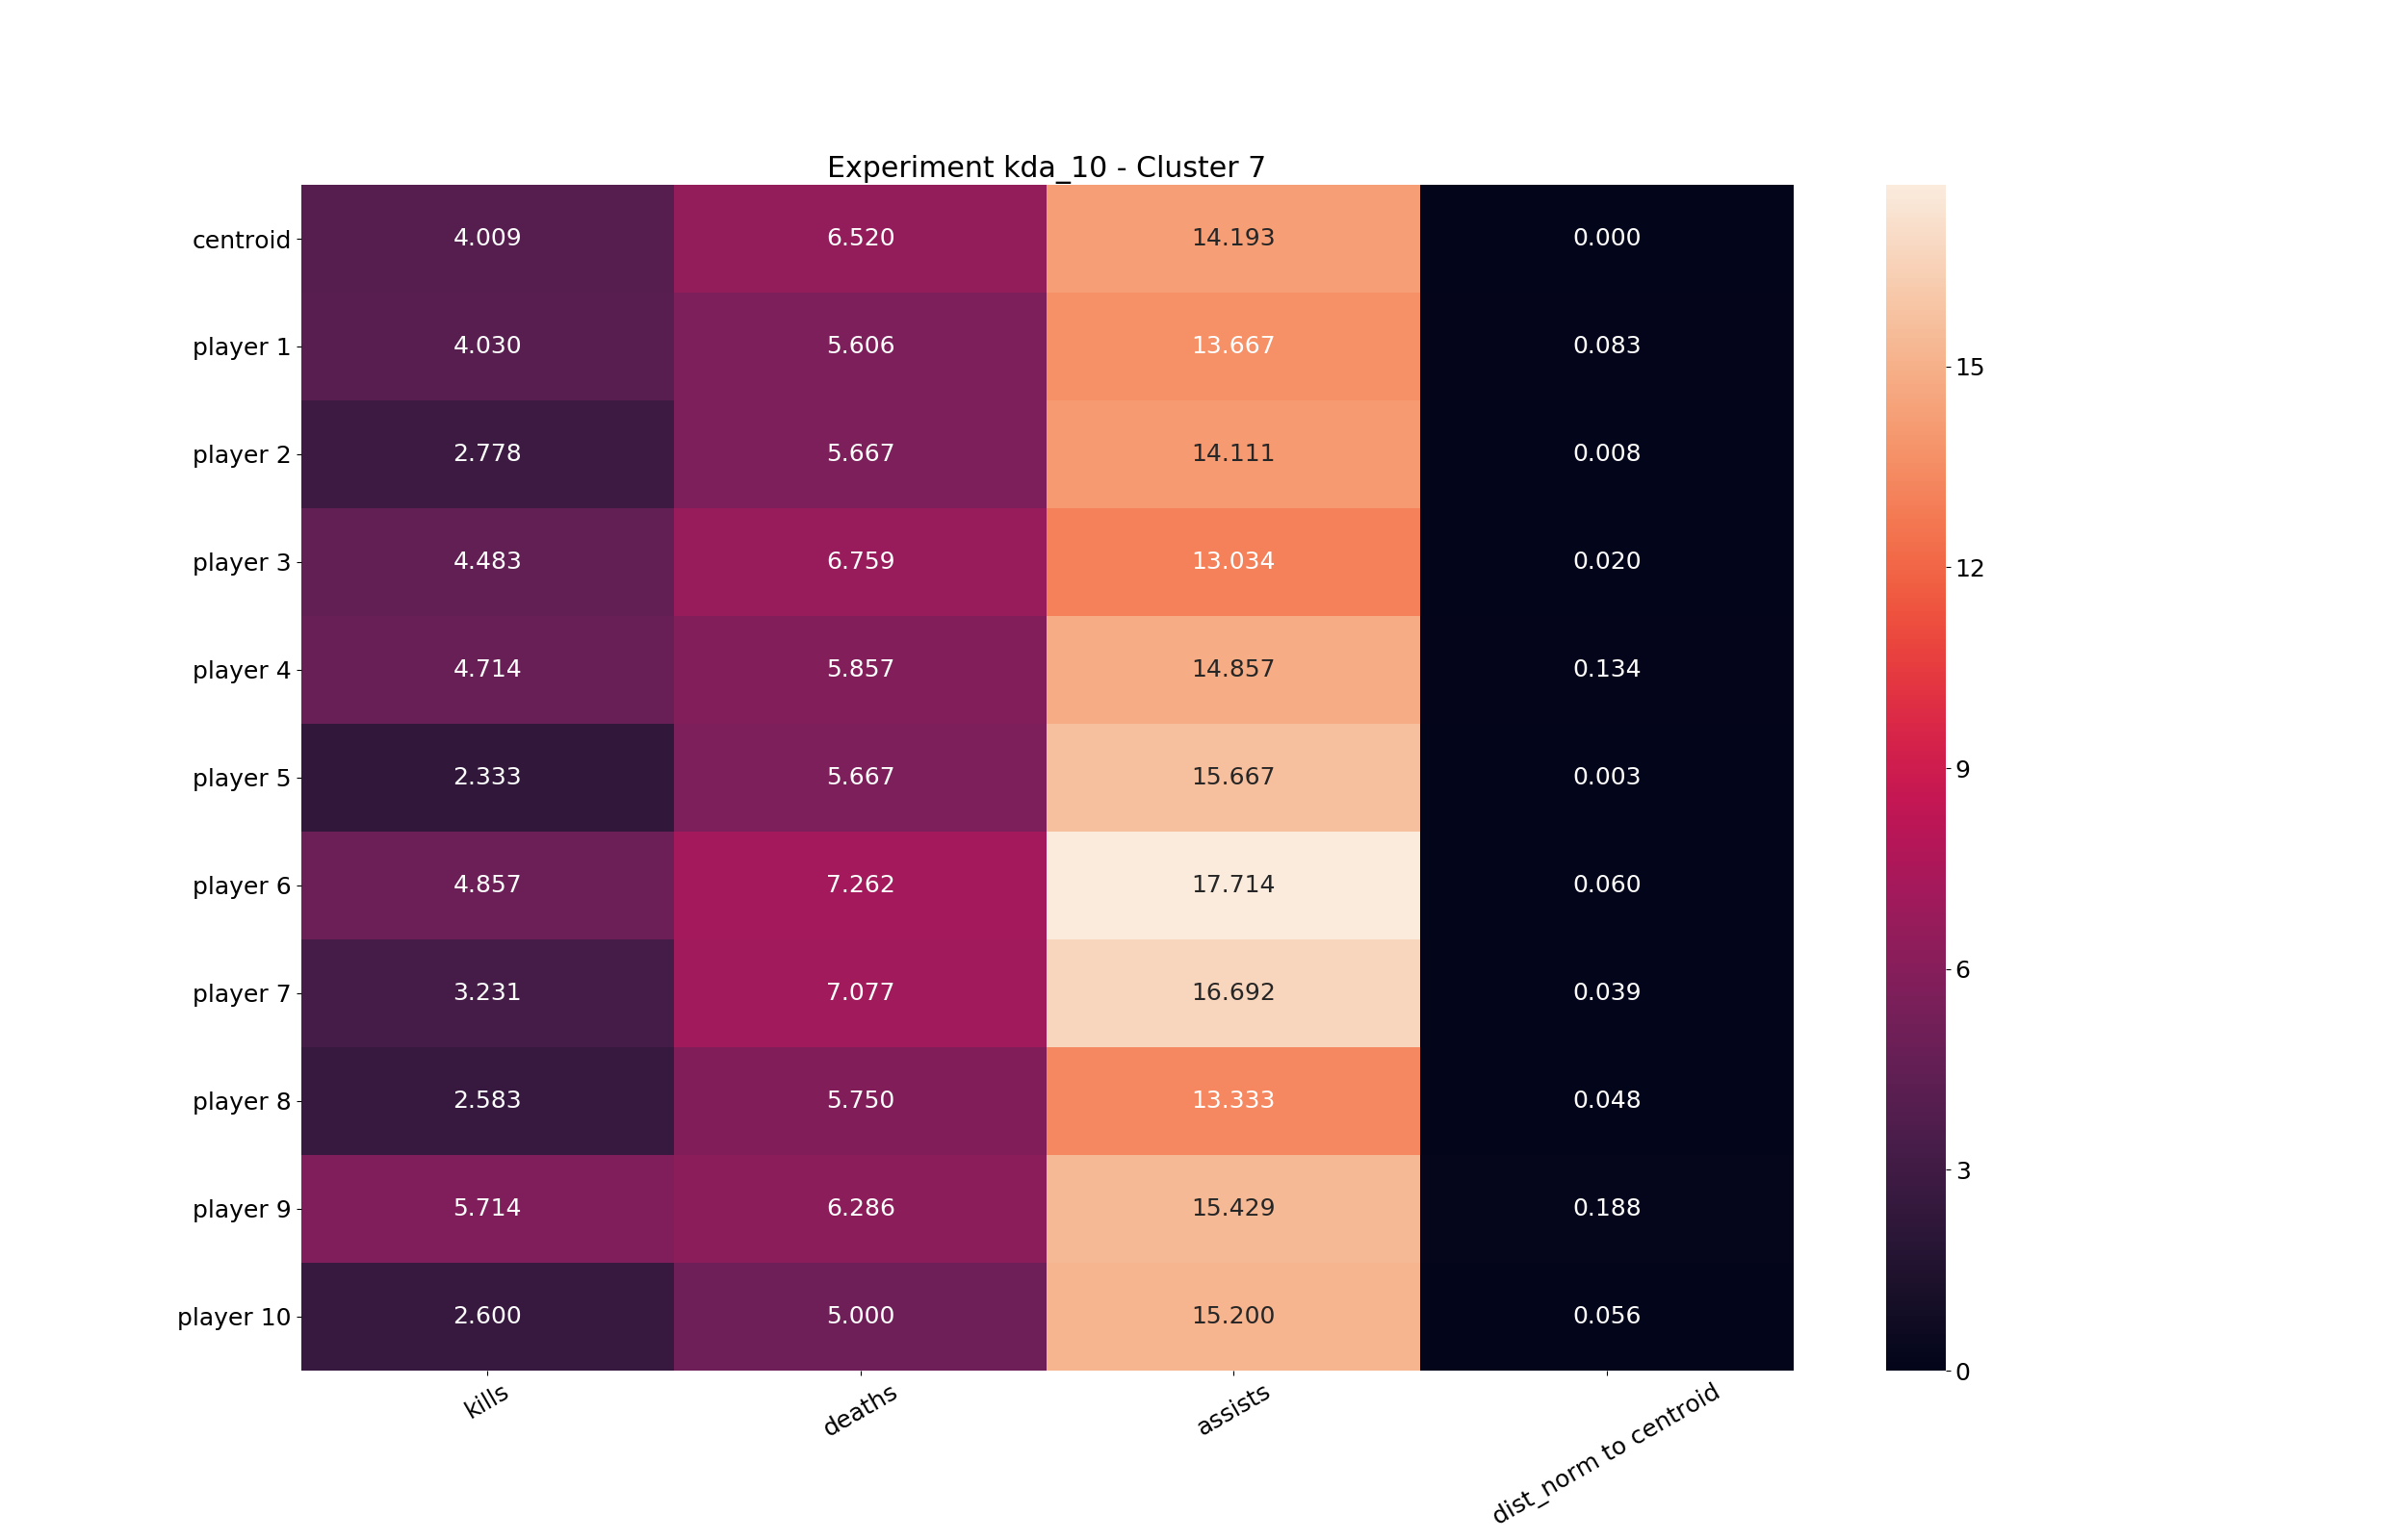 Experiment kda_10 - Cluster 7
centroid 4.009 6.520 14.193 0.000
player 1 4.030 5.606 13.667 0.083
player 2 2.778 5.667 14.111 0.008
player 3 4.483 6.759 13.034 0.020
player 4 4.714 5.857 14.857 0.134
player 5 2.333 5.667 15.667 0.003
player 6 4.857 7.262 17.714 0.060
player 7 3.231 7.077 16.692 0.039
player 8 2.583 5.750 13.333 0.048
player 9 5.714 6.286 15.429 0.188
player 10 2.600 5.000 15.200 0.056
kills deaths assists dist_norm to centroid
15
12
9
6
3
0